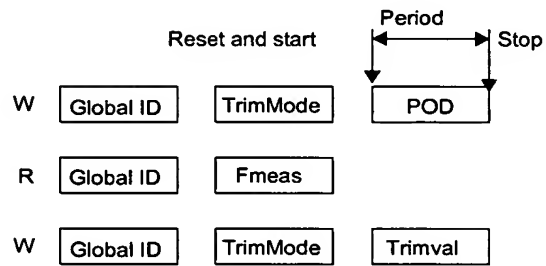 Period
Reset and start Stop
W Global ID TrimMode POD
R Global ID Fmeas
W Global ID TrimMode Trimval